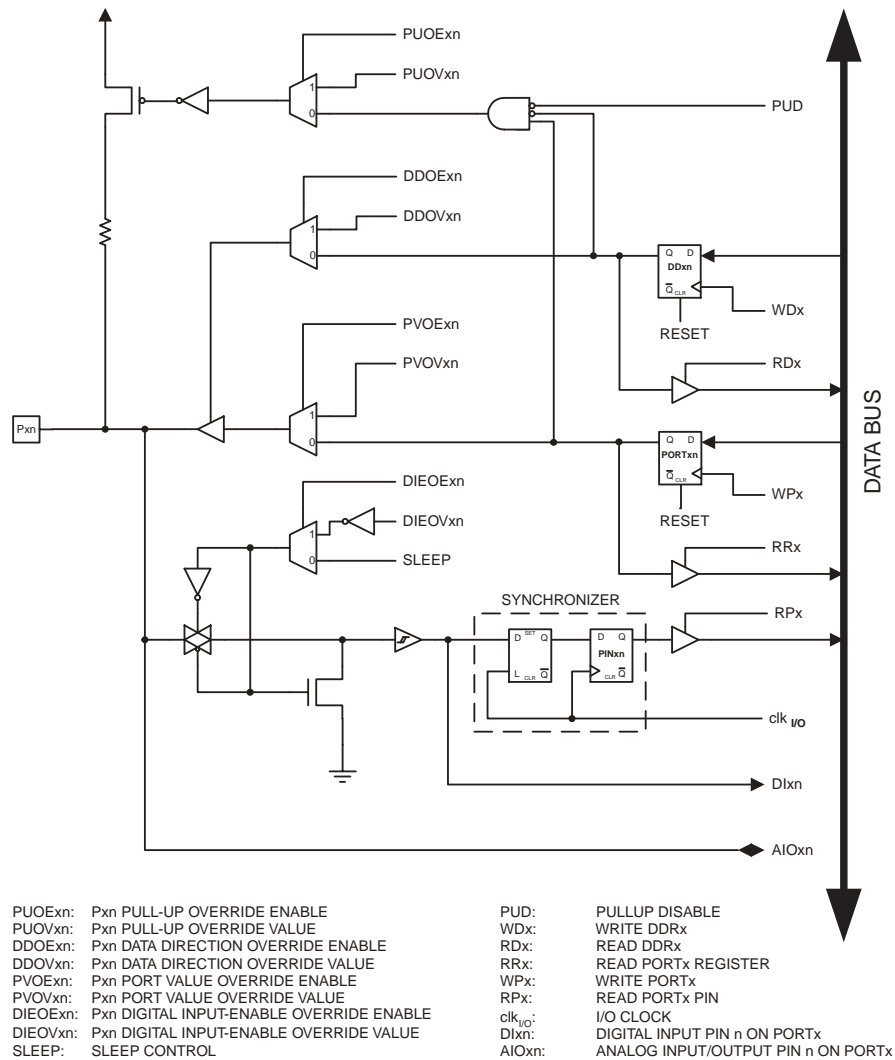 PUOExn
PUOVxn
1
0
PUD
DDOExn
DDOVxn
1
0
Q D
DDxn
Q CLR
WDx
RESET
PVOExn
PVOVxn
RDx
1
0
Pxn
Q D
PORTxn
Q CLR
WPx
RESET
DATA BUS
DIEOExn
DIEOVxn
1
0
SLEEP
RRx
SYNCHRONIZER
RPx
D SET Q
L CLR Q
D Q
PINxn
CLR Q
clk I/O
DIxn
AIOxn
PUOExn: Pxn PULL-UP OVERRIDE ENABLE
PUOVxn: Pxn PULL-UP OVERRIDE VALUE
DDOExn: Pxn DATA DIRECTION OVERRIDE ENABLE
DDOVxn: Pxn DATA DIRECTION OVERRIDE VALUE
PVOExn: Pxn PORT VALUE OVERRIDE ENABLE
PVOVxn: Pxn PORT VALUE OVERRIDE VALUE
DIEOExn: Pxn DIGITAL INPUT-ENABLE OVERRIDE ENABLE
DIEOVxn: Pxn DIGITAL INPUT-ENABLE OVERRIDE VALUE
SLEEP: SLEEP CONTROL
PUD: PULLUP DISABLE
WDx: WRITE DDRx
RDx: READ DDRx
RRx: READ PORTx REGISTER
WPx: WRITE PORTx
RPx: READ PORTx PIN
clkI/O: I/O CLOCK
DIxn: DIGITAL INPUT PIN n ON PORTx
AIOxn: ANALOG INPUT/OUTPUT PIN n ON PORTx